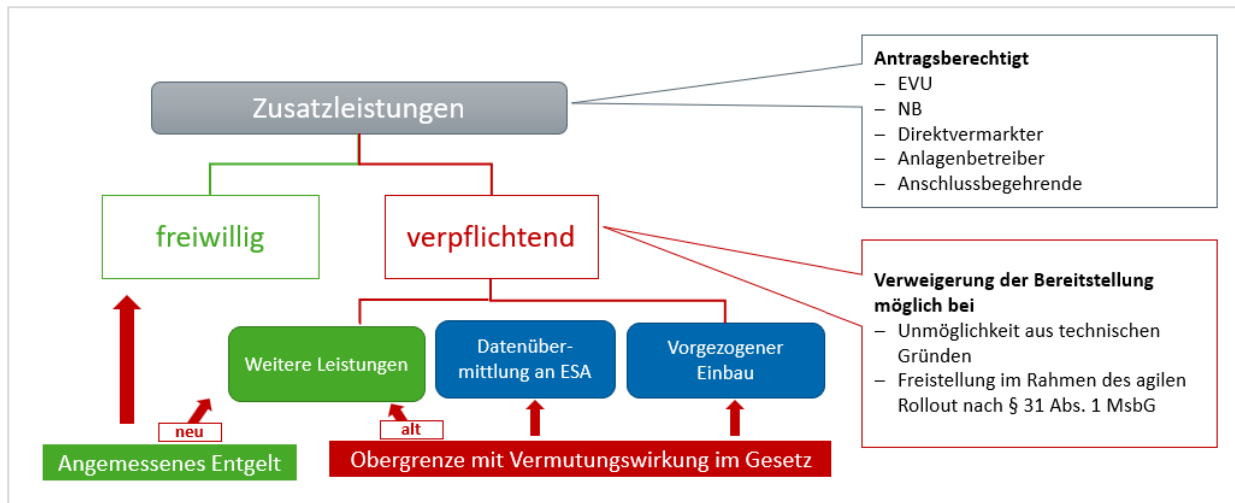 Zusatzleistungen
Antragsberechtigt
– EVU
– NB
– Direktvermarkter
– Anlagenbetreiber
– Anschlussbegehrende
freiwillig
verpflichtend
Verweigerung der Bereitstellung
möglich bei
– Unmöglichkeit aus technischen
Gründen
– Freistellung im Rahmen des agilen
Rollout nach § 31 Abs. 1 MsbG
Weitere Leistungen
Datenüber-
mittlung an ESA
Vorgezogener
Einbau
neu
alt
Angemessenes Entgelt
Obergrenze mit Vermutungswirkung im Gesetz